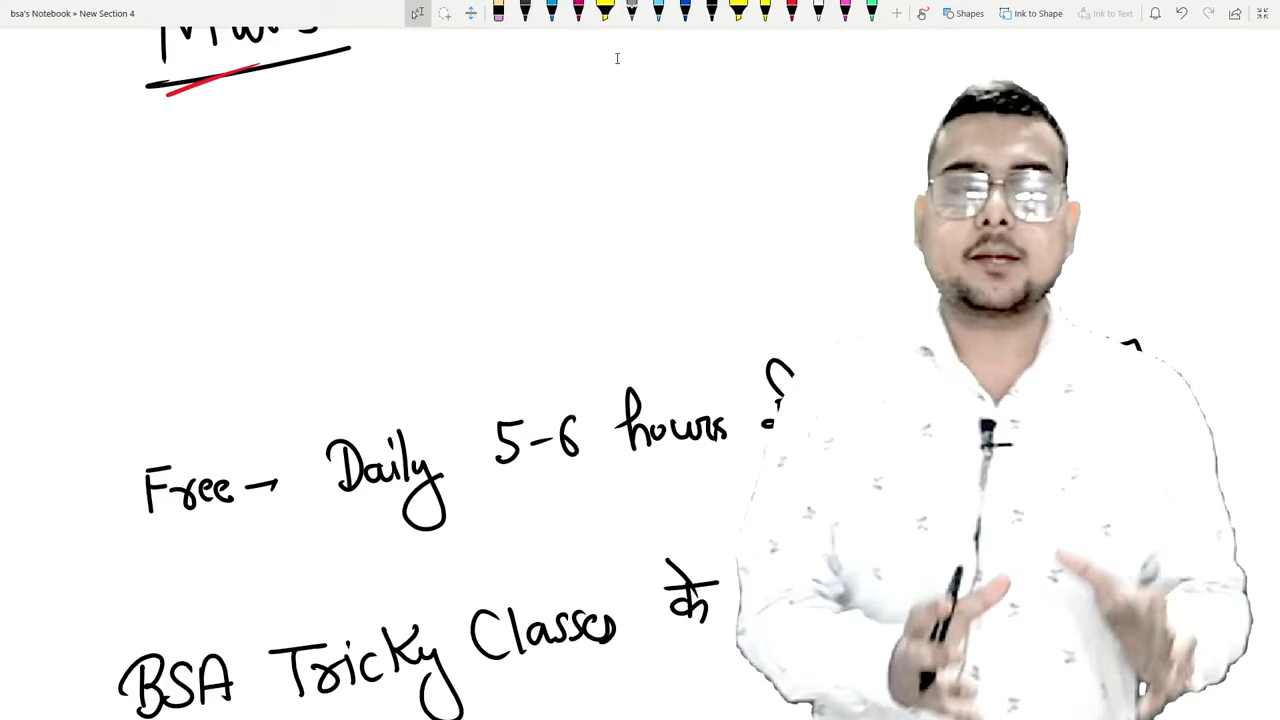 bsa's Notebook » New Section 4
Shapes Ink to Shape Ink to Text
Free → Daily 5-6 hours
BSA Tricky Classes के